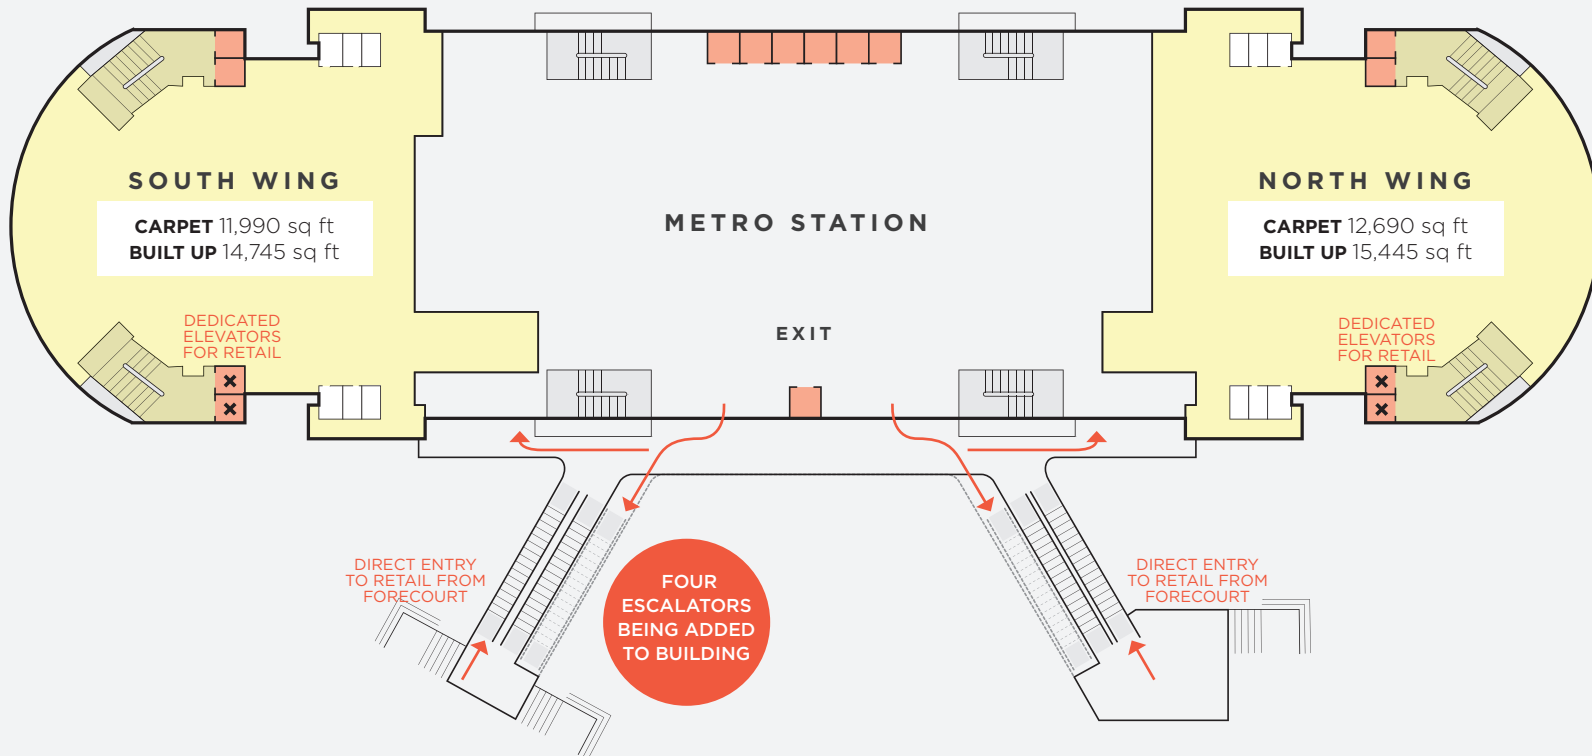 SOUTH WING
CARPET 11,990 sq ft
BUILT UP 14,745 sq ft
DEDICATED
ELEVATORS
FOR RETAIL
METRO STATION
EXIT
NORTH WING
CARPET 12,690 sq ft
BUILT UP 15,445 sq ft
DEDICATED
ELEVATORS
FOR RETAIL
DIRECT ENTRY
TO RETAIL FROM
FORECOURT
FOUR
ESCALATORS
BEING ADDED
TO BUILDING
DIRECT ENTRY
TO RETAIL FROM
FORECOURT